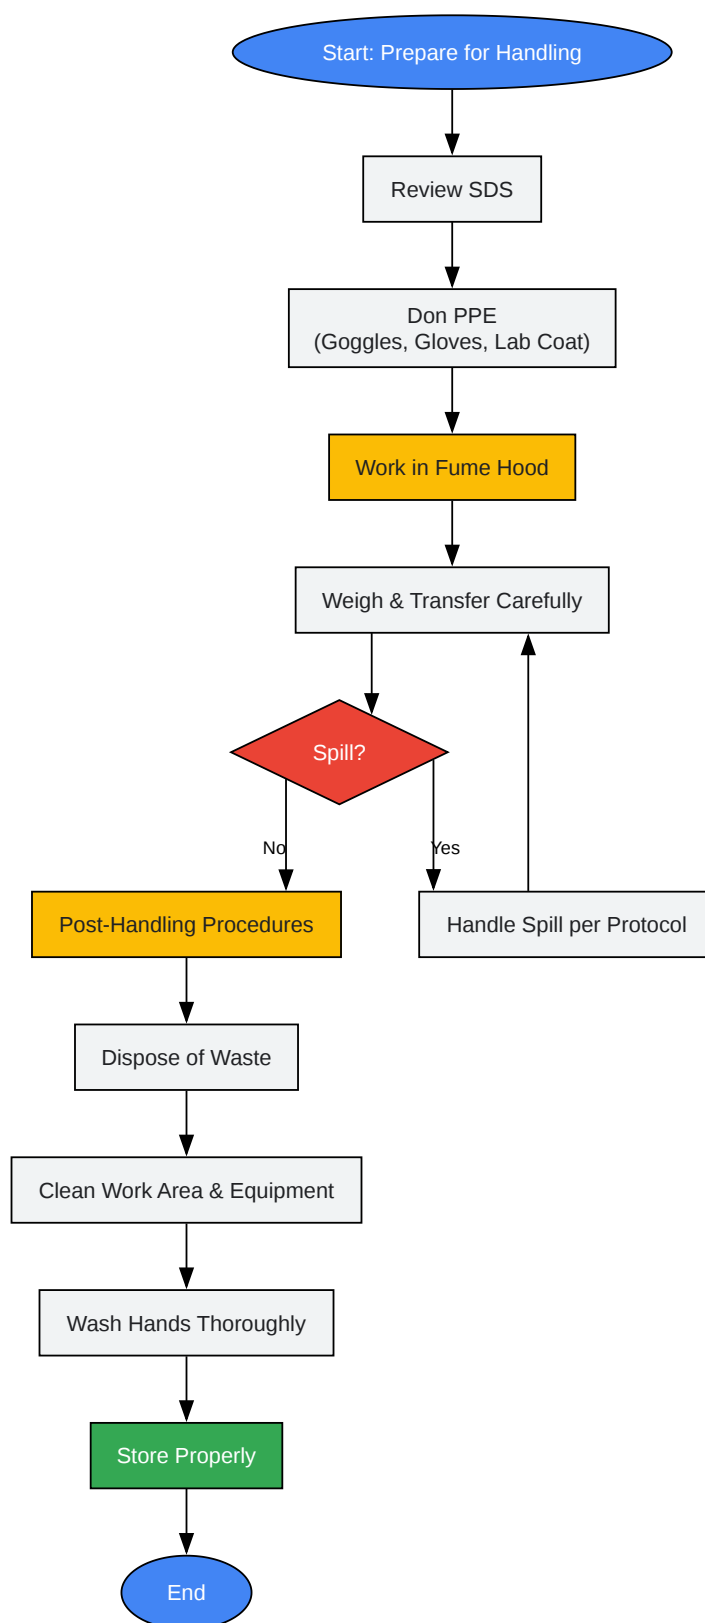 Start: Prepare for Handling
Review SDS
Don PPE
(Goggles, Gloves, Lab Coat)
Work in Fume Hood
Weigh & Transfer Carefully
Spill?
No
Yes
Post-Handling Procedures
Handle Spill per Protocol
Dispose of Waste
Clean Work Area & Equipment
Wash Hands Thoroughly
Store Properly
End